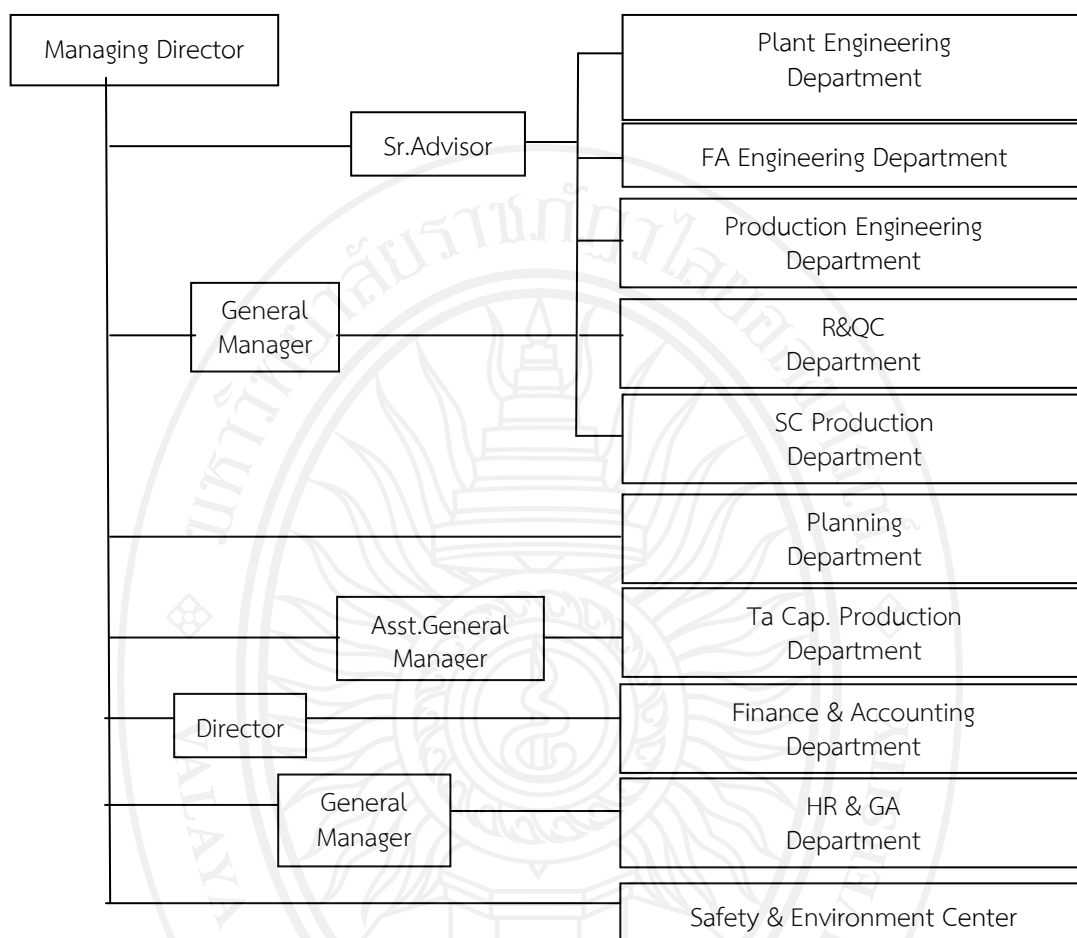 Managing Director
Plant Engineering
Department
Sr.Advisor
FA Engineering Department
Production Engineering
Department
General
Manager
R&QC
Department
SC Production
Department
Planning
Department
Asst.General
Manager
Ta Cap. Production
Department
Director
Finance & Accounting
Department
General
Manager
HR & GA
Department
Safety & Environment Center